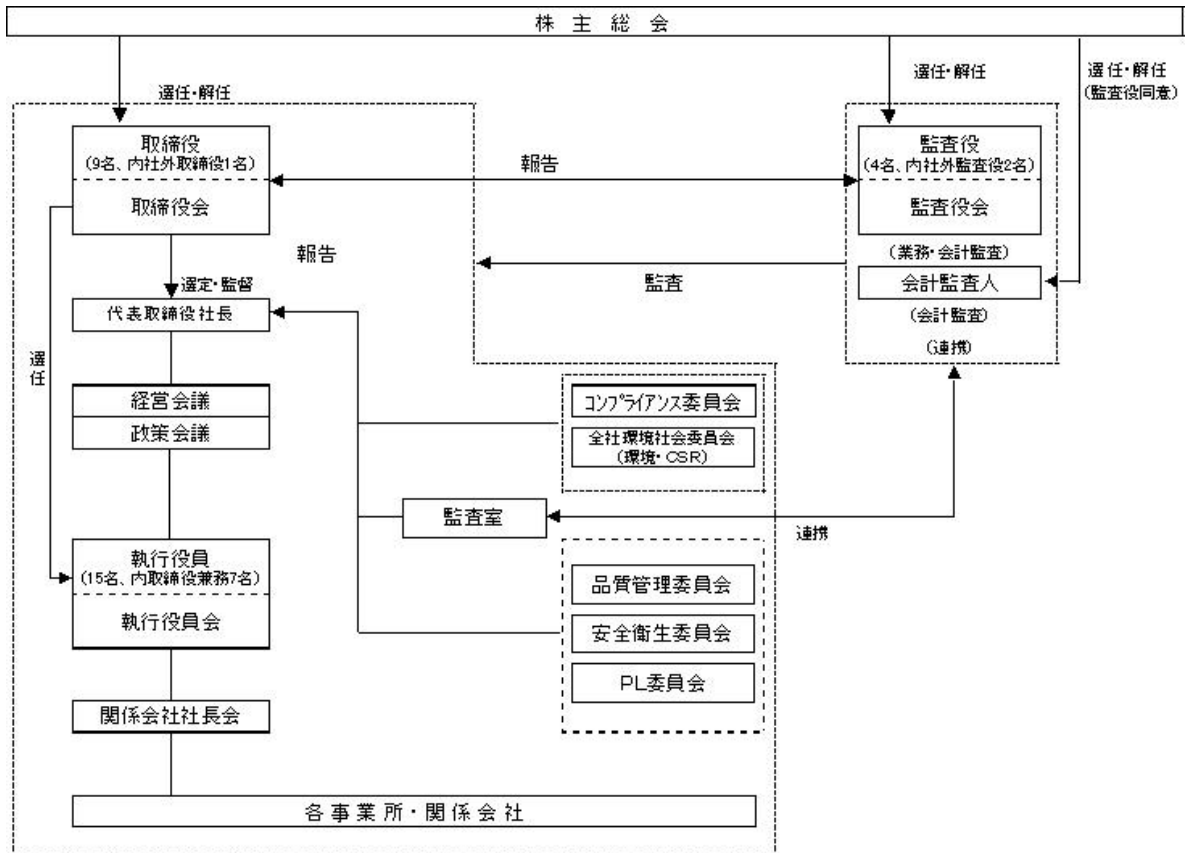 株主総会
選任・解任
選任・解任
選任・解任
(監査役同意)
取締役
(9名、内社外取締役1名)
取締役会
報告
監査役
(4名、内社外監査役2名)
監査役会
(業務・会計監査)
報告
監査
会計監査人
(会計監査)
(連携)
選定・監督
代表取締役社長
選任
経営会議
政策会議
コンプライアンス委員会
全社環境社会委員会
(環境・CSR)
監査室
連携
執行役員
(15名、内取締役兼務7名)
執行役員会
品質管理委員会
安全衛生委員会
PL委員会
関係会社社長会
各事業所・関係会社